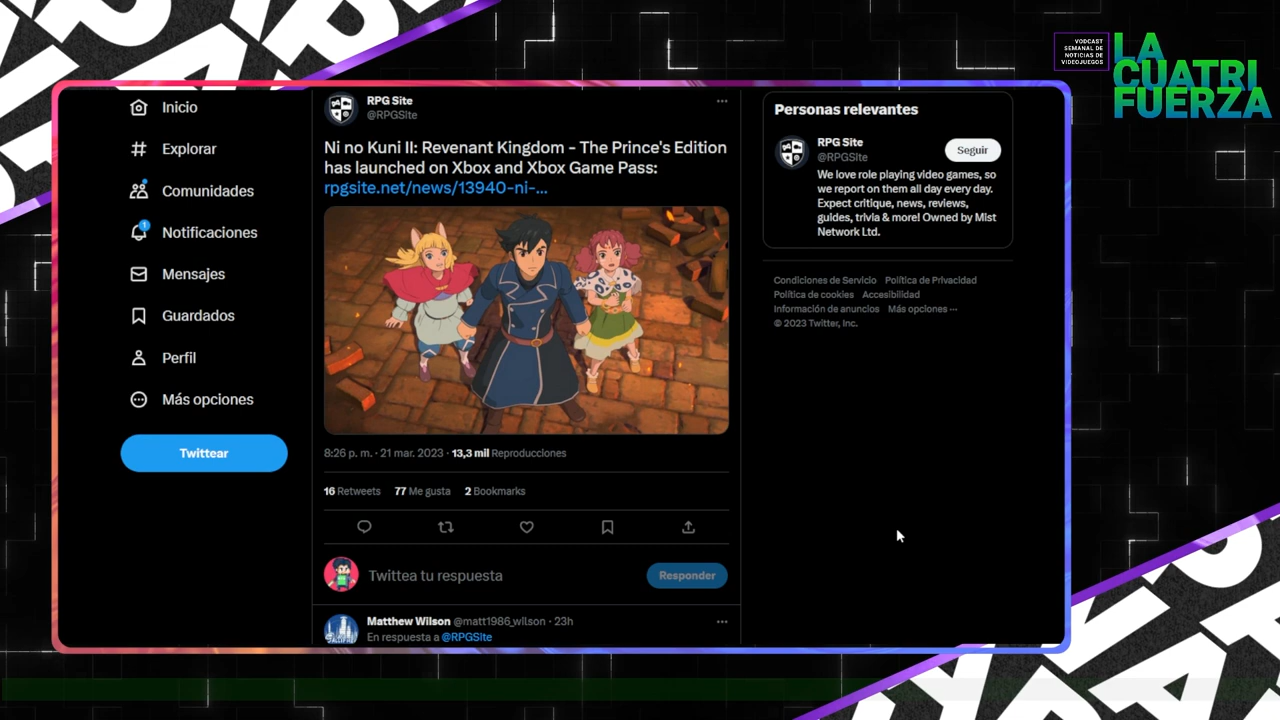 VODCAST
SEMANAL DE
NOTICIAS DE
VIDEOJUEGOS
LA
CUATRI
FUERZA
Inicio
Explorar
Comunidades
1
Notificaciones
Mensajes
Guardados
Perfil
Más opciones
Twittear
RPG Site
@RPGSite
Ni no Kuni II: Revenant Kingdom - The Prince's Edition
has launched on Xbox and Xbox Game Pass:
rpgsite.net/news/13940-ni-...
8:26 p. m. · 21 mar. 2023 · 13,3 mil Reproducciones
16 Retweets 77 Me gusta 2 Bookmarks
Twittea tu respuesta
Responder
Matthew Wilson @matt1986_wilson · 23h
En respuesta a @RPGSite
Personas relevantes
RPG Site
@RPGSite
Seguir
We love role playing video games, so
we report on them all day every day.
Expect critique, news, reviews,
guides, trivia & more! Owned by Mist
Network Ltd.
Condiciones de Servicio Política de Privacidad
Política de cookies Accesibilidad
Información de anuncios Más opciones ···
© 2023 Twitter, Inc.